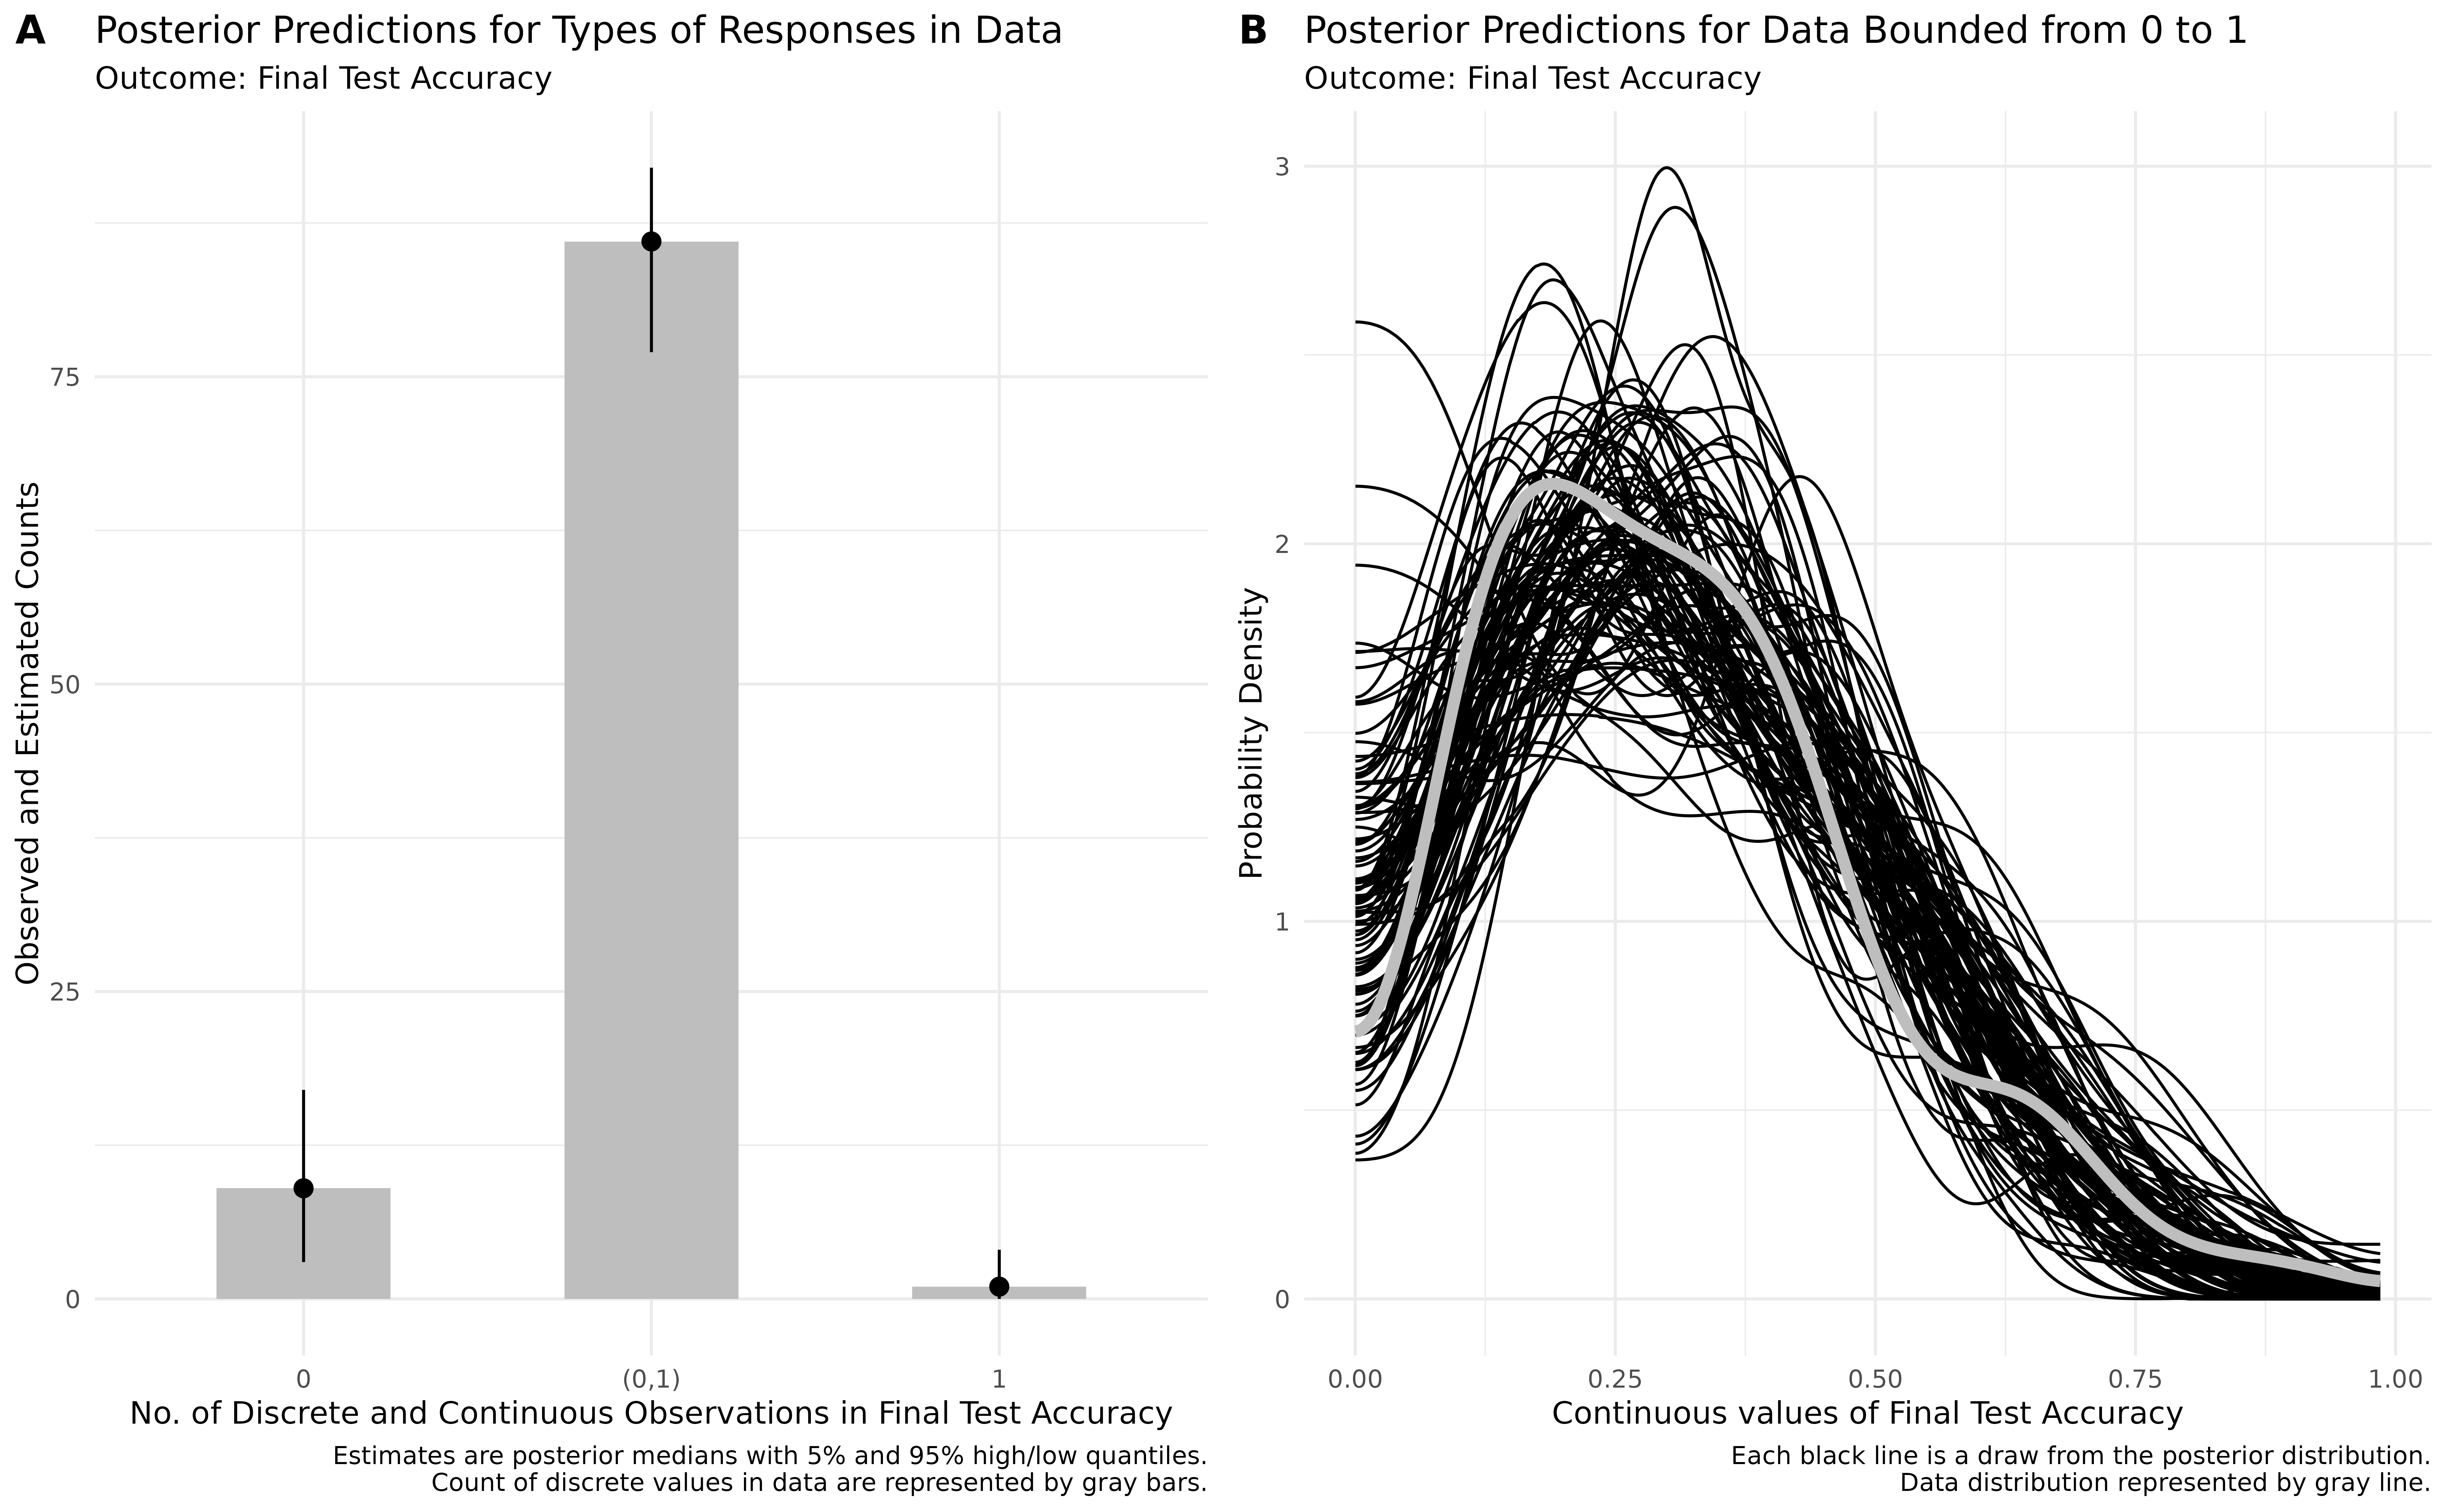 A Posterior Predictions for Types of Responses in Data
Outcome: Final Test Accuracy
Observed and Estimated Counts
75
50
25
0
0 (0,1) 1
No. of Discrete and Continuous Observations in Final Test Accuracy
Estimates are posterior medians with 5% and 95% high/low quantiles.
Count of discrete values in data are represented by gray bars.
B Posterior Predictions for Data Bounded from 0 to 1
Outcome: Final Test Accuracy
Probability Density
3
2
1
0
0.00 0.25 0.50 0.75 1.00
Continuous values of Final Test Accuracy
Each black line is a draw from the posterior distribution.
Data distribution represented by gray line.